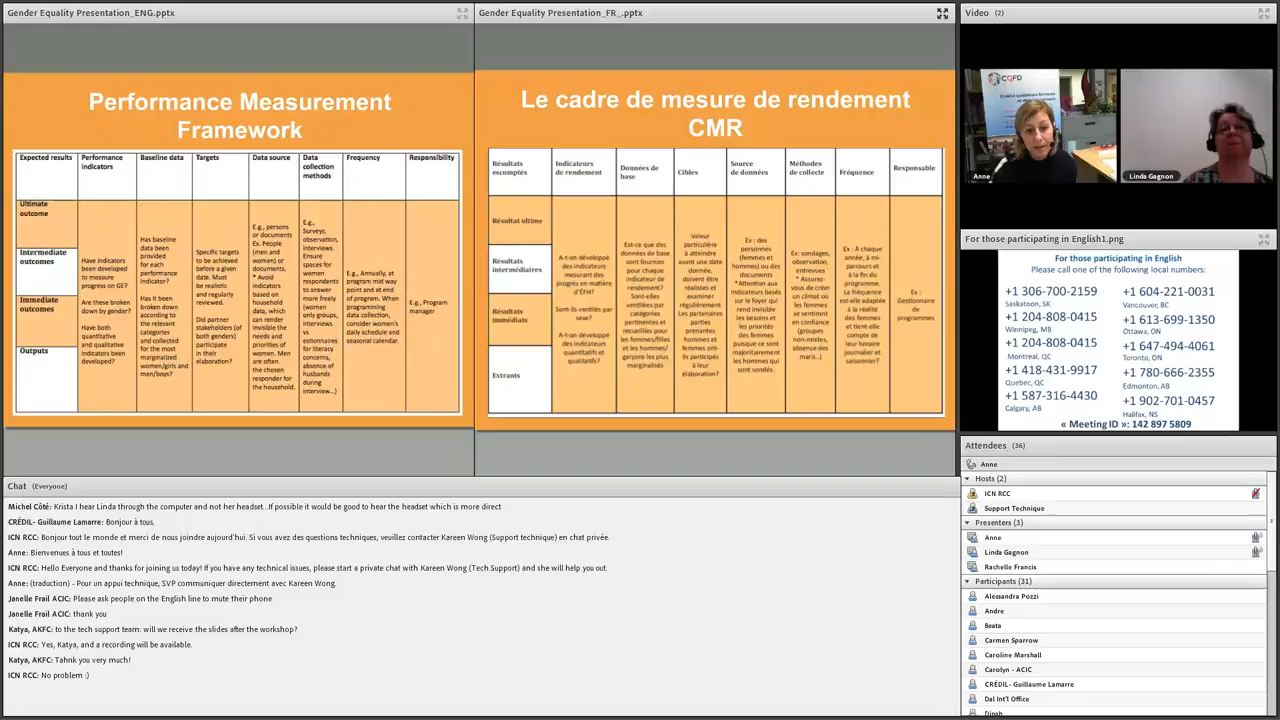 Gender Equality Presentation_ENG.pptx
Performance Measurement
Framework
Expected results
Performance
indicators
Baseline data
Targets
Data source
Data
collection
methods
Frequency
Responsibility
Ultimate
outcome
Intermediate
outcomes
Immediate
outcomes
Outputs
Have indicators
been developed
to measure
progress on GE?
Are these broken
down by gender?
Have both
quantitative
and qualitative
indicators been
developed?
Has baseline
data been
provided
for each
performance
indicator?
Has it been
broken down
according to
the relevant
categories
and collected
for the most
marginalized
women/girls and
men/boys?
Specific targets
to be achieved
before a given
date. Must
be realistic
and regularly
reviewed.
Did partner
stakeholders (of
both genders)
participate
in their
elaboration?
E.g., persons
or documents
Ex. People
(men and
women) or
documents.
* Avoid
indicators
based on
household data,
which can
render invisible
the needs and
priorities of
women. Men are
often the
chosen
responder for
the household.
E.g.,
Surveys,
observation,
interviews.
Ensure
spaces for
women
respondents
to answer
more freely
(women
only groups,
interviews
vs
estionnaires
for literacy
concerns,
absence of
husbands
during
interview...)
E.g., Annually, at
program mid way
point and at end
of program. When
programming
data collection,
consider women's
daily schedule and
seasonal calendar.
E.g., Program
manager
Gender Equality Presentation_FR_.pptx
Le cadre de mesure de rendement
CMR
Résultats
escomptés
Indicateurs
de rendement
Données de
base
Cibles
Source
de données
Méthodes
de collecte
Fréquence
Responsable
Résultat ultime
Résultats
intermédiaires
Résultats
immédiats
Extrants
A-t-on développé
des indicateurs
mesurant des
progrès en matière
d'ÉFH?
Sont-ils ventilés par
sexe?
A-t-on développé
des indicateurs
quantitatifs et
qualitatifs?
Est-ce que des
données de base
sont fournies
pour chaque
indicateur de
rendement?
Sont-elles
ventilées par
catégories
pertinentes et
recueillies pour
les femmes/filles
et les hommes/
garçons les plus
marginalisés
Valeur
particulière
à atteindre
avant une date
donnée,
doivent être
réalistes et
examiner
régulièrement.
Les partenaires
parties
prenantes
hommes et
femmes ont-
ils participés
à leur
élaboration?
Ex : des
personnes
(femmes et
hommes) ou des
documents
*Attention aux
indicateurs basés
sur le foyer qui
rend invisible
les besoins et
les priorités
des femmes
puisque ce sont
majoritairement
les hommes qui
sont sondés.
Ex: sondages,
observation,
entrevues
* Assurez-
vous de créer
un climat où
les femmes
se sentiront
en confiance
(groupes
non-mixtes,
absence des
maris...)
Ex : À chaque
année, à mi-
parcours et
à la fin du
programme.
La fréquence
est-elle adaptée
à la réalité
des femmes
et tient-elle
compte de
leur horaire
journalier et
saisonnier?
Ex :
Gestionnaire
de
programmes
Video (2)
CQFD
Anne
Linda Gagnon
For those participating in English1.png
For those participating in English
Please call one of the following local numbers:
+1 306-700-2159
Saskatoon, SK
+1 204-808-0415
Winnipeg, MB
+1 204-808-0415
Montreal, QC
+1 418-431-9917
Quebec, QC
+1 587-316-4430
Calgary, AB
+1 604-221-0031
Vancouver, BC
+1 613-699-1350
Ottawa, ON
+1 647-494-4061
Toronto, ON
+1 780-666-2355
Edmonton, AB
+1 902-701-0457
Halifax, NS
« Meeting ID »: 142 897 5809
Chat (Everyone)
Michel Côté: Krista I hear Linda through the computer and not her headset...If possible it would be good to hear the headset which is more direct
CRÉDIL- Guillaume Lamarre: Bonjour à tous,
ICN RCC: Bonjour tout le monde et merci de nous joindre aujourd'hui. Si vous avez des questions techniques, veuillez contacter Kareen Wong (Support technique) en chat privée.
Anne: Bienvenues à tous et toutes!
ICN RCC: Hello Everyone and thanks for joining us today! If you have any technical issues, please start a private chat with Kareen Wong (Tech Support) and she will help you out.
Anne: (traduction) - Pour un appui technique, SVP communiquer directement avec Kareen Wong.
Janelle Frail ACIC: Please ask people on the English line to mute their phone
Janelle Frail ACIC: thank you
Katya, AKFC: to the tech support team: will we receive the slides after the workshop?
ICN RCC: Yes, Katya, and a recording will be available.
Katya, AKFC: Tahnk you very much!
ICN RCC: No problem :)
Attendees (36)
Anne
Hosts (2)
ICN RCC
Support Technique
Presenters (3)
Anne
Linda Gagnon
Rachelle Francis
Participants (31)
Alessandra Pozzi
Andre
Beata
Carmen Sparrow
Caroline Marshall
Carolyn - ACIC
CRÉDIL- Guillaume Lamarre
Dal Int'l Office
Dinah